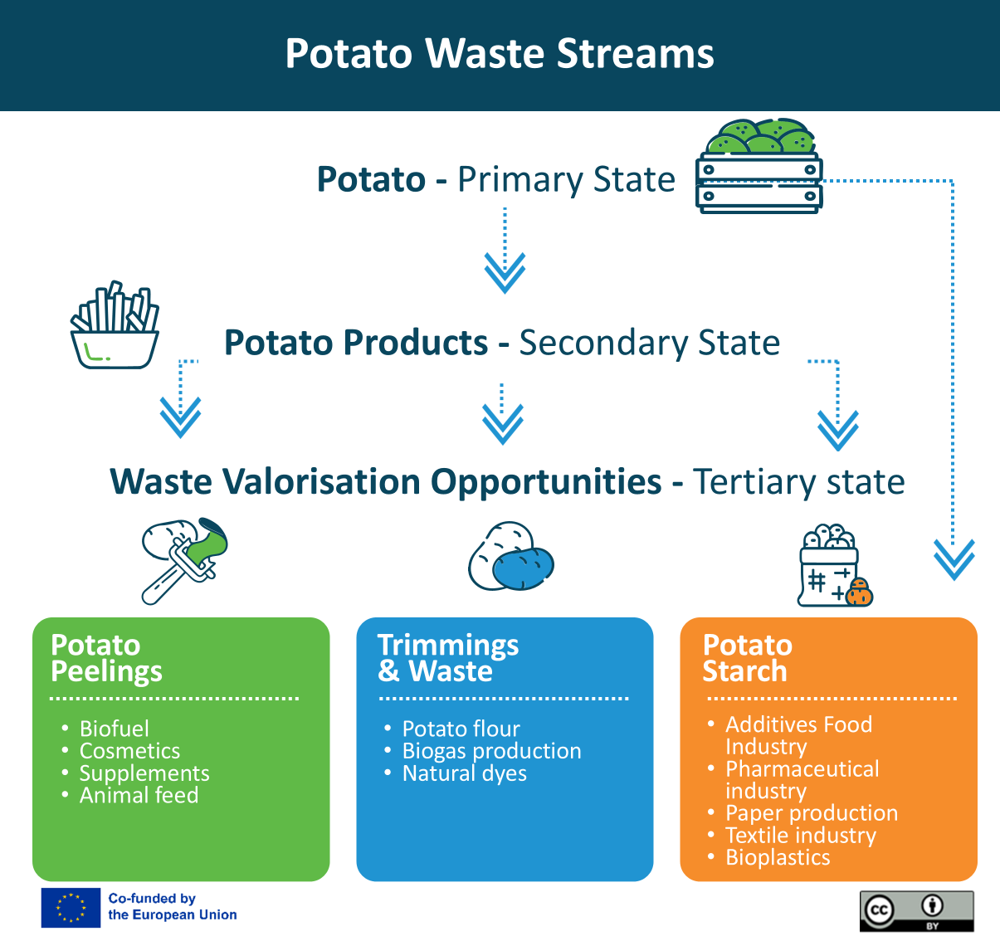 Potato Waste Streams
Potato - Primary State
Potato Products - Secondary State
Waste Valorisation Opportunities - Tertiary state
Potato
Peelings
• Biofuel
• Cosmetics
• Supplements
• Animal feed
Trimmings
& Waste
• Potato flour
• Biogas production
• Natural dyes
Potato
Starch
• Additives Food
Industry
• Pharmaceutical
industry
• Paper production
• Textile industry
• Bioplastics
Co-funded by
the European Union
cc
BY